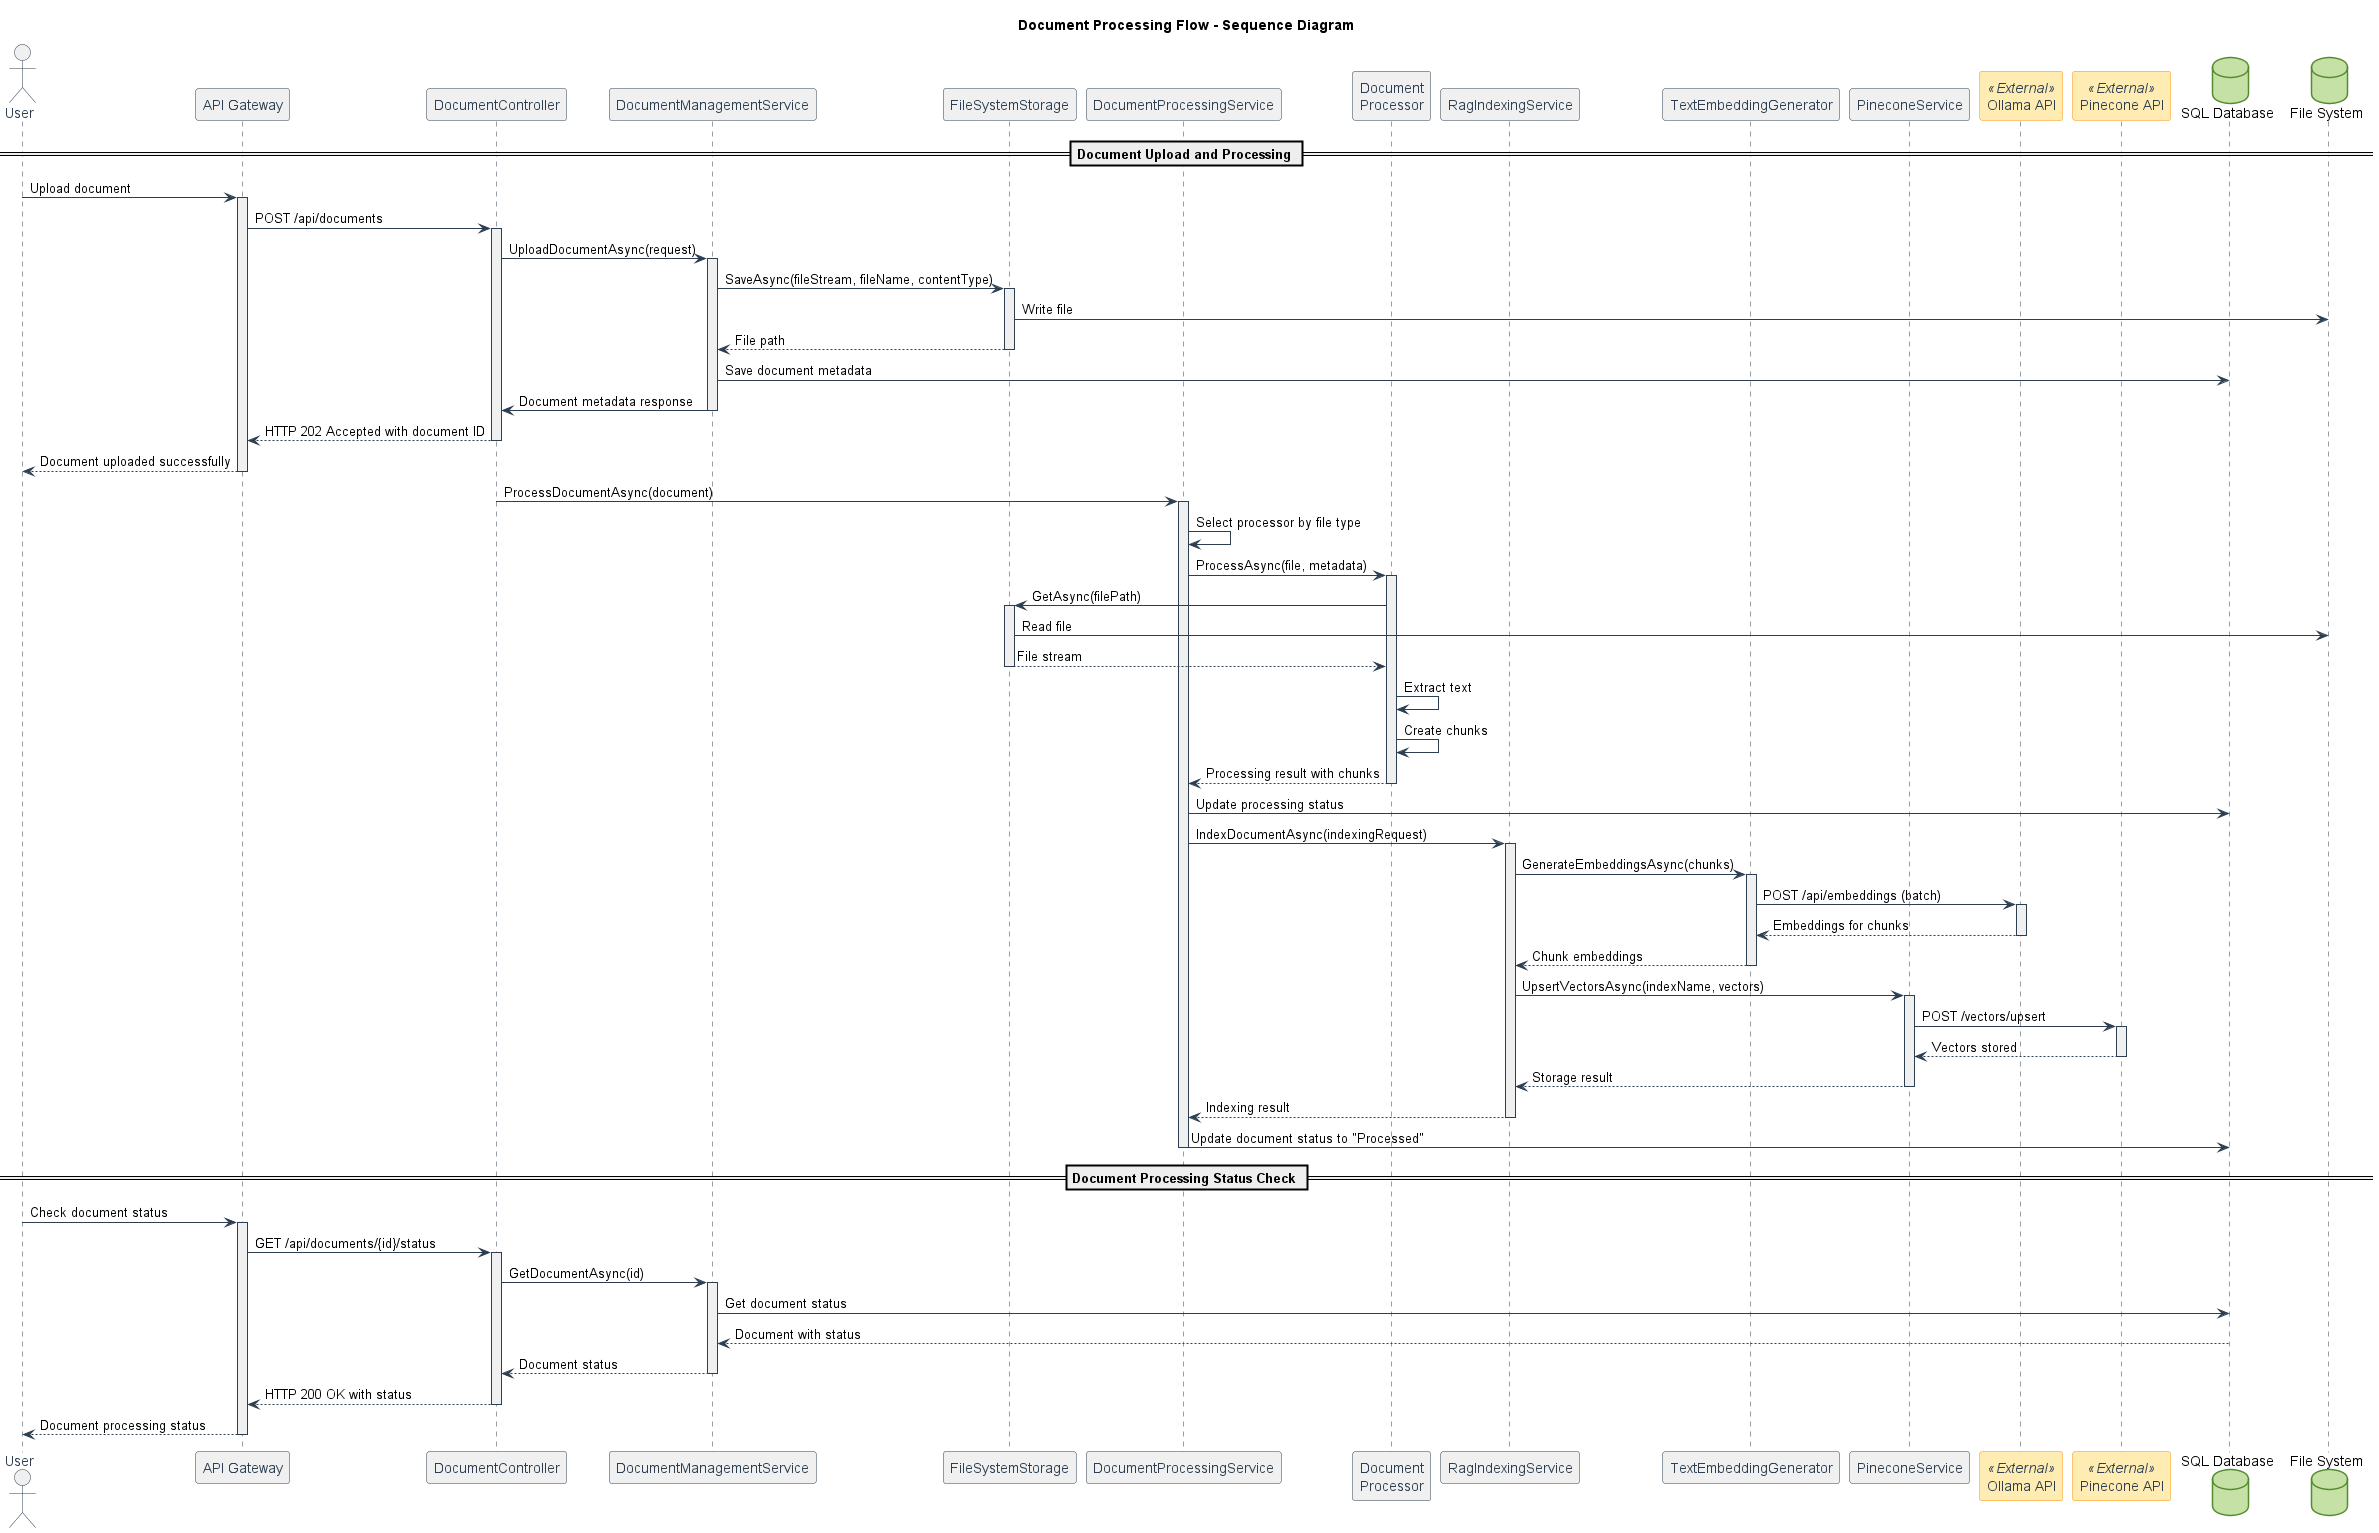 Document Processing Flow - Sequence Diagram
User
API Gateway
DocumentController
DocumentManagementService
FileSystemStorage
DocumentProcessingService
Document
Processor
RagIndexingService
TextEmbeddingGenerator
PineconeService
«External»
Ollama API
«External»
Pinecone API
SQL Database
File System
Document Upload and Processing
Upload document
POST /api/documents
UploadDocumentAsync(request)
SaveAsync(fileStream, fileName, contentType)
Write file
File path
Save document metadata
Document metadata response
HTTP 202 Accepted with document ID
Document uploaded successfully
ProcessDocumentAsync(document)
Select processor by file type
ProcessAsync(file, metadata)
GetAsync(filePath)
Read file
File stream
Extract text
Create chunks
Processing result with chunks
Update processing status
IndexDocumentAsync(indexingRequest)
GenerateEmbeddingsAsync(chunks)
POST /api/embeddings (batch)
Embeddings for chunks
Chunk embeddings
UpsertVectorsAsync(indexName, vectors)
POST /vectors/upsert
Vectors stored
Storage result
Indexing result
Update document status to "Processed"
Document Processing Status Check
Check document status
GET /api/documents/{id}/status
GetDocumentAsync(id)
Get document status
Document with status
Document status
HTTP 200 OK with status
Document processing status
User
API Gateway
DocumentController
DocumentManagementService
FileSystemStorage
DocumentProcessingService
Document
Processor
RagIndexingService
TextEmbeddingGenerator
PineconeService
«External»
Ollama API
«External»
Pinecone API
SQL Database
File System